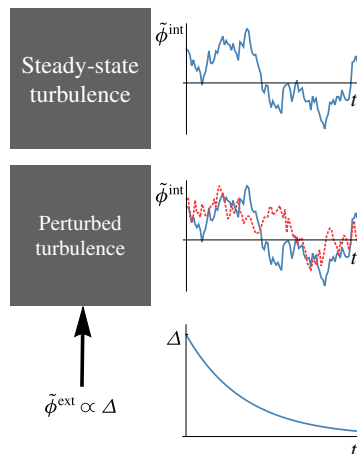 Steady-state
turbulence
ϕ̃^int
t
Perturbed
turbulence
ϕ̃^int
t
Δ
t
ϕ̃^ext ∝ Δ